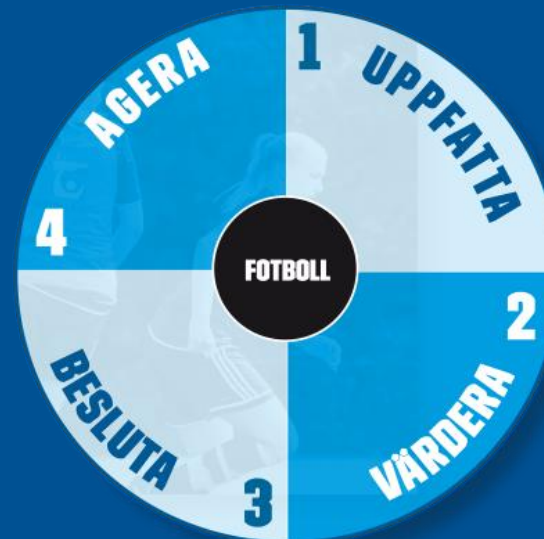 1
UPPFATTA
2
VÄRDERA
3
BESLUTA
4
AGERA
FOTBOLL